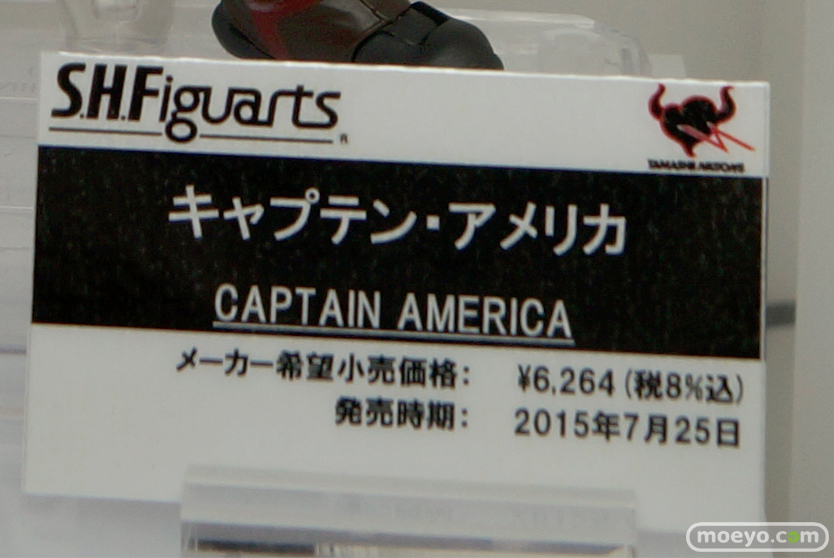 S.H.Figuarts
®
TAMASHII NATIONS
キャプテン・アメリカ
CAPTAIN AMERICA
メーカー希望小売価格: ¥6,264 (税8%込)
発売時期: 2015年7月25日
moeyo.com